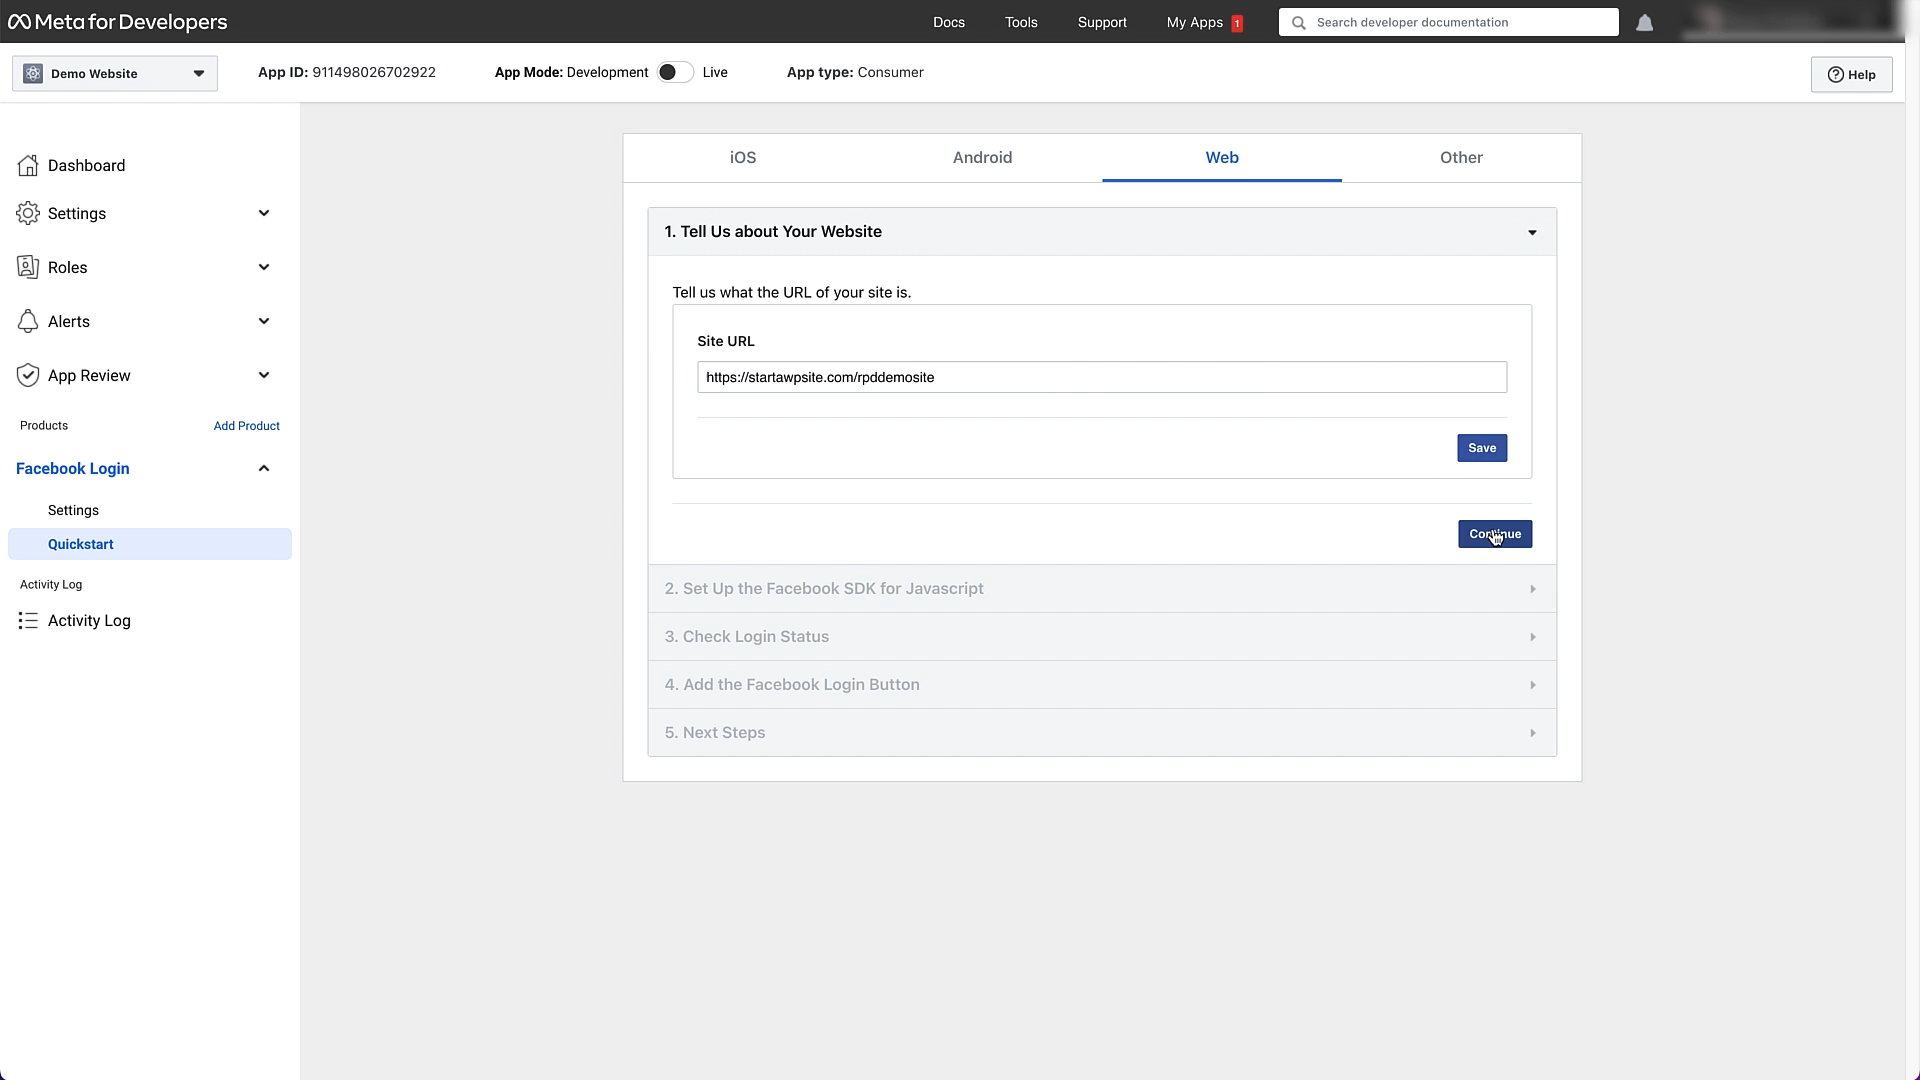 Meta for Developers
Docs
Tools
Support
My Apps 1
Search developer documentation
Demo Website
App ID: 911498026702922
App Mode: Development
Live
App type: Consumer
Help
Dashboard
Settings
Roles
Alerts
App Review
Products
Add Product
Facebook Login
Settings
Quickstart
Activity Log
Activity Log
iOS
Android
Web
Other
1. Tell Us about Your Website
Tell us what the URL of your site is.
Site URL
https://startawpsite.com/rpddemosite
Save
Continue
2. Set Up the Facebook SDK for Javascript
3. Check Login Status
4. Add the Facebook Login Button
5. Next Steps